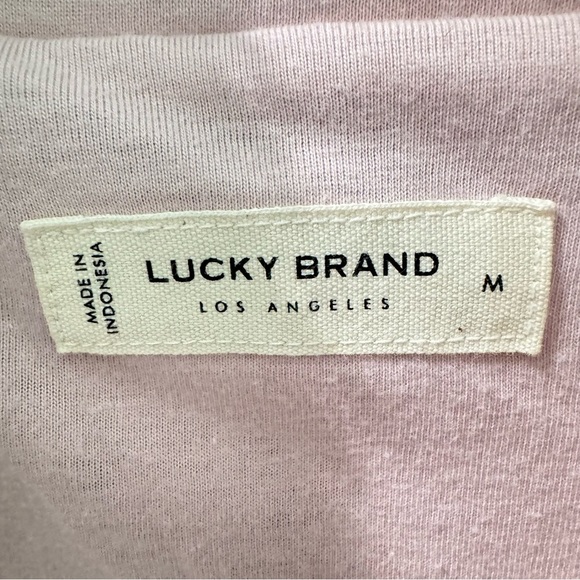 MADE IN
INDONESIA
LUCKY BRAND
LOS ANGELES
M